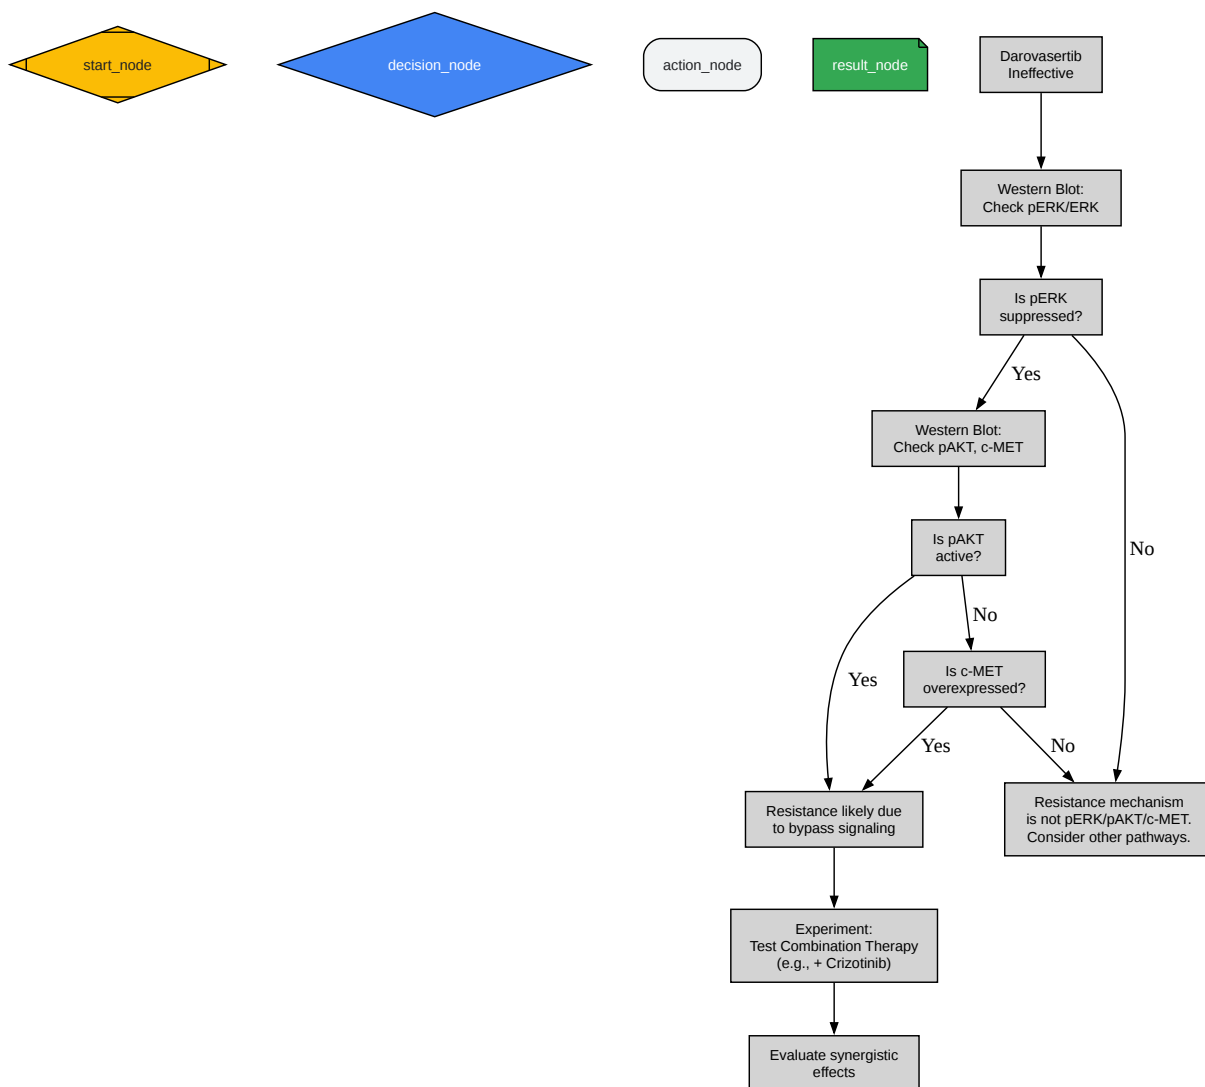 start_node
decision_node
action_node
result_node
Darovasertib
Ineffective
Western Blot:
Check pERK/ERK
Is pERK
suppressed?
Yes
Western Blot:
Check pAKT, c-MET
Is pAKT
active?
No
No
Is c-MET
overexpressed?
Yes
Yes
No
Resistance likely due
to bypass signaling
Resistance mechanism
is not pERK/pAKT/c-MET.
Consider other pathways.
Experiment:
Test Combination Therapy
(e.g., + Crizotinib)
Evaluate synergistic
effects